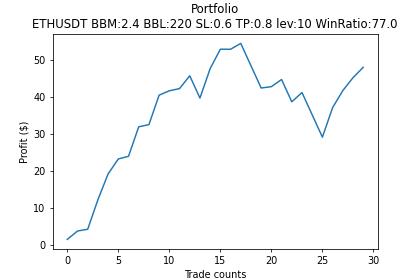 Portfolio
ETHUSDT BBM:2.4 BBL:220 SL:0.6 TP:0.8 lev:10 WinRatio:77.0
50
40
30
20
10
0
Profit ($)
0 5 10 15 20 25 30
Trade counts